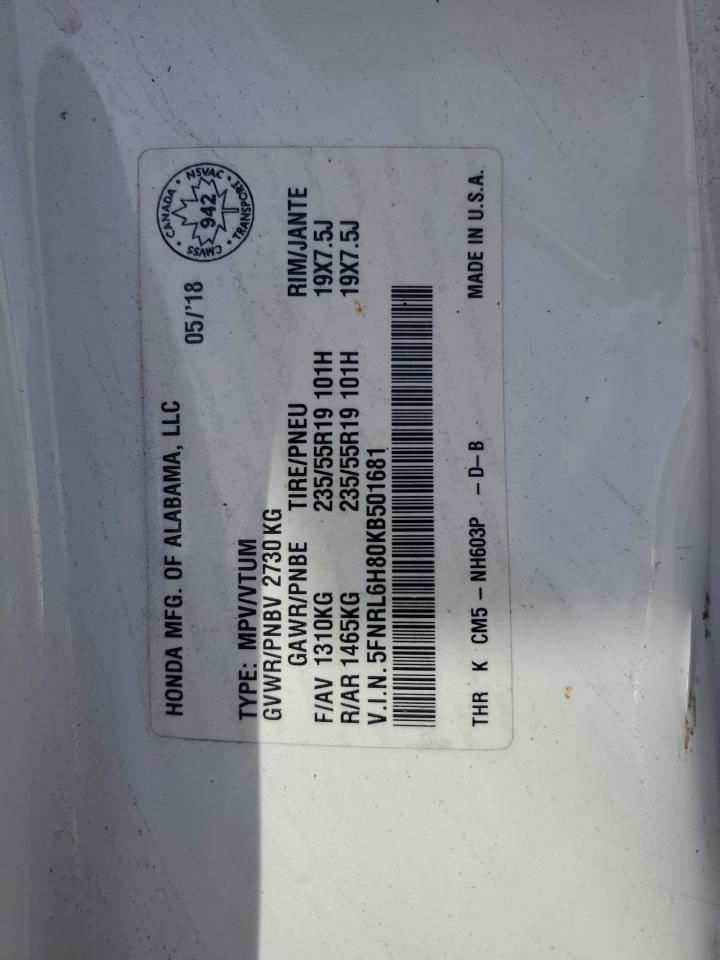 HONDA MFG. OF ALABAMA, LLC 05/'18
CANADA • NSVAC • TRANSPORT • CMVSS •
942
TYPE: MPV/VTUM
GVWR/PNBV 2730KG
GAWR/PNBE TIRE/PNEU RIM/JANTE
F/AV 1310KG 235/55R19 101H 19X7.5J
R/AR 1465KG 235/55R19 101H 19X7.5J
V.I.N. 5FNRL6H80KB501681
THR K CM5 - NH603P - D- B MADE IN U.S.A.